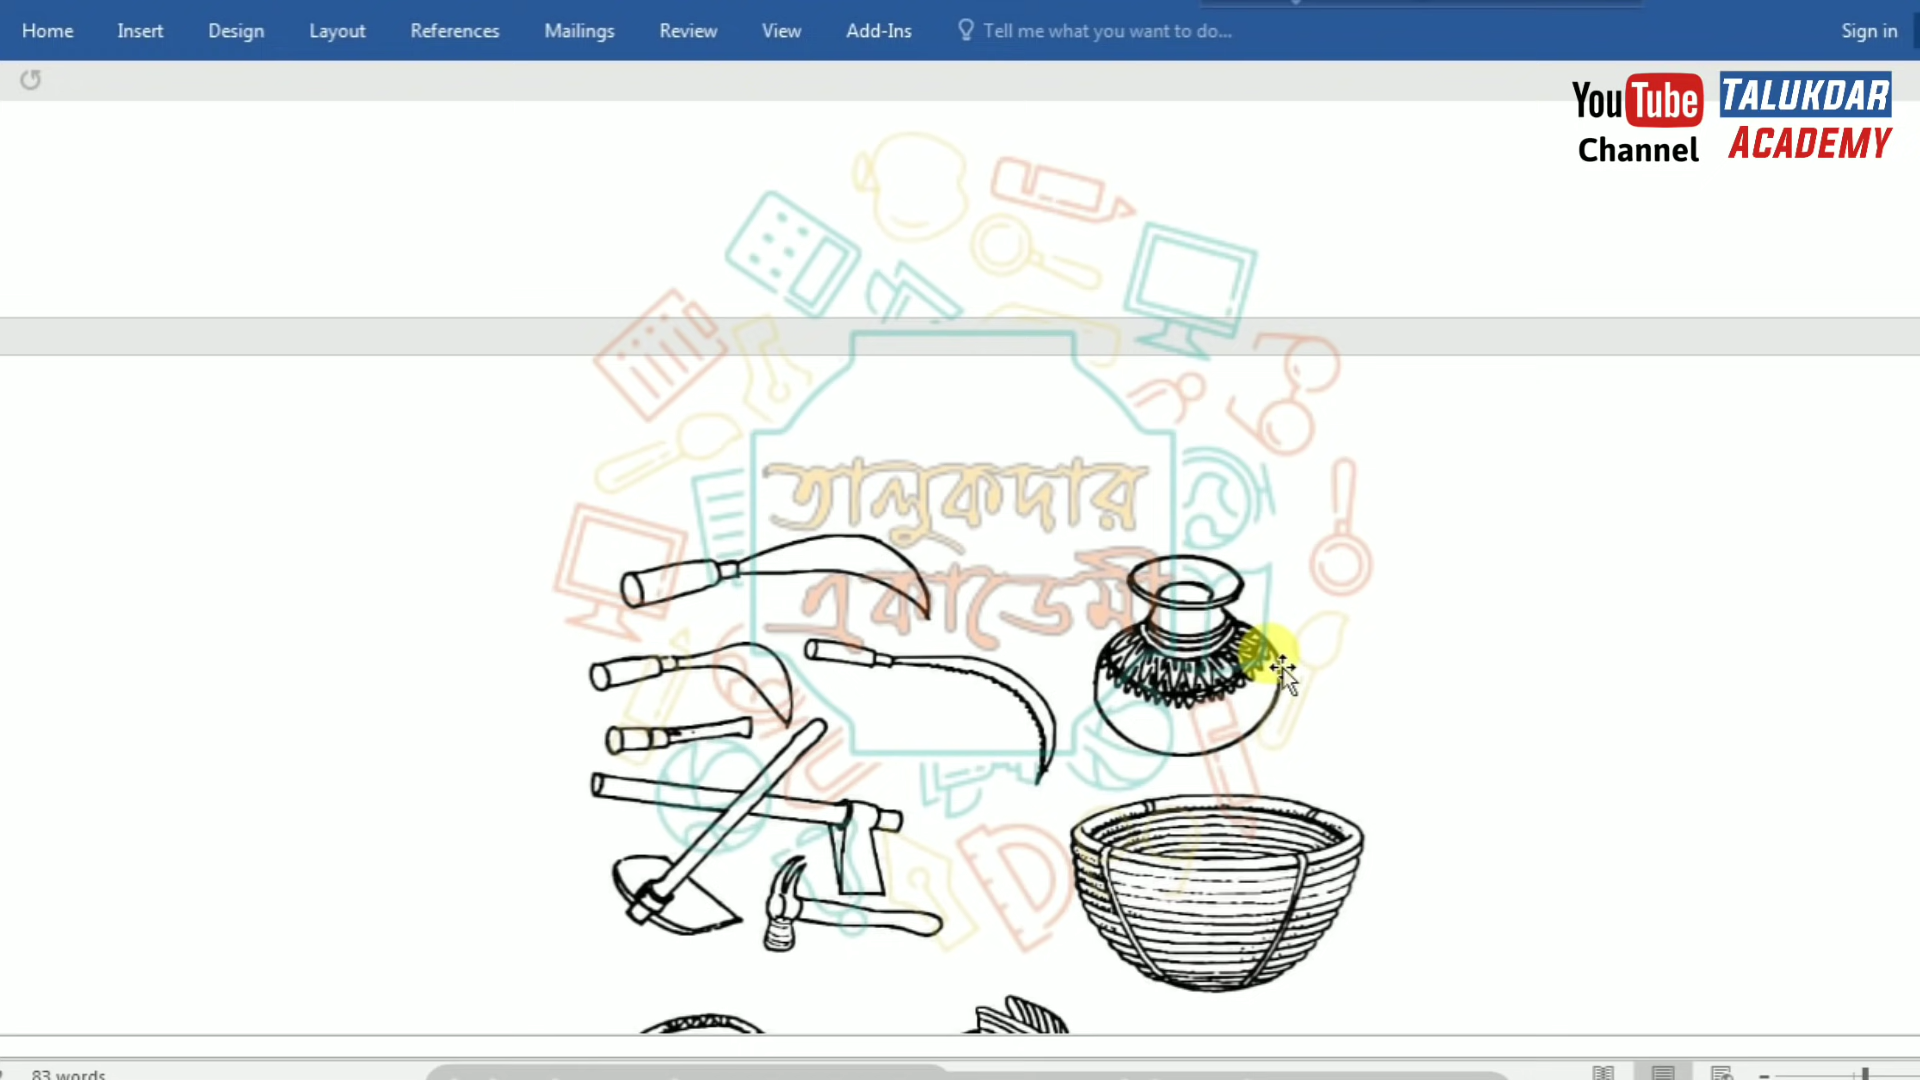 Home Insert Design Layout References Mailings Review View Add-Ins Tell me what you want to do... Sign in
YouTube TALUKDAR
Channel ACADEMY
তালুকদার
একাডেমী
83 words